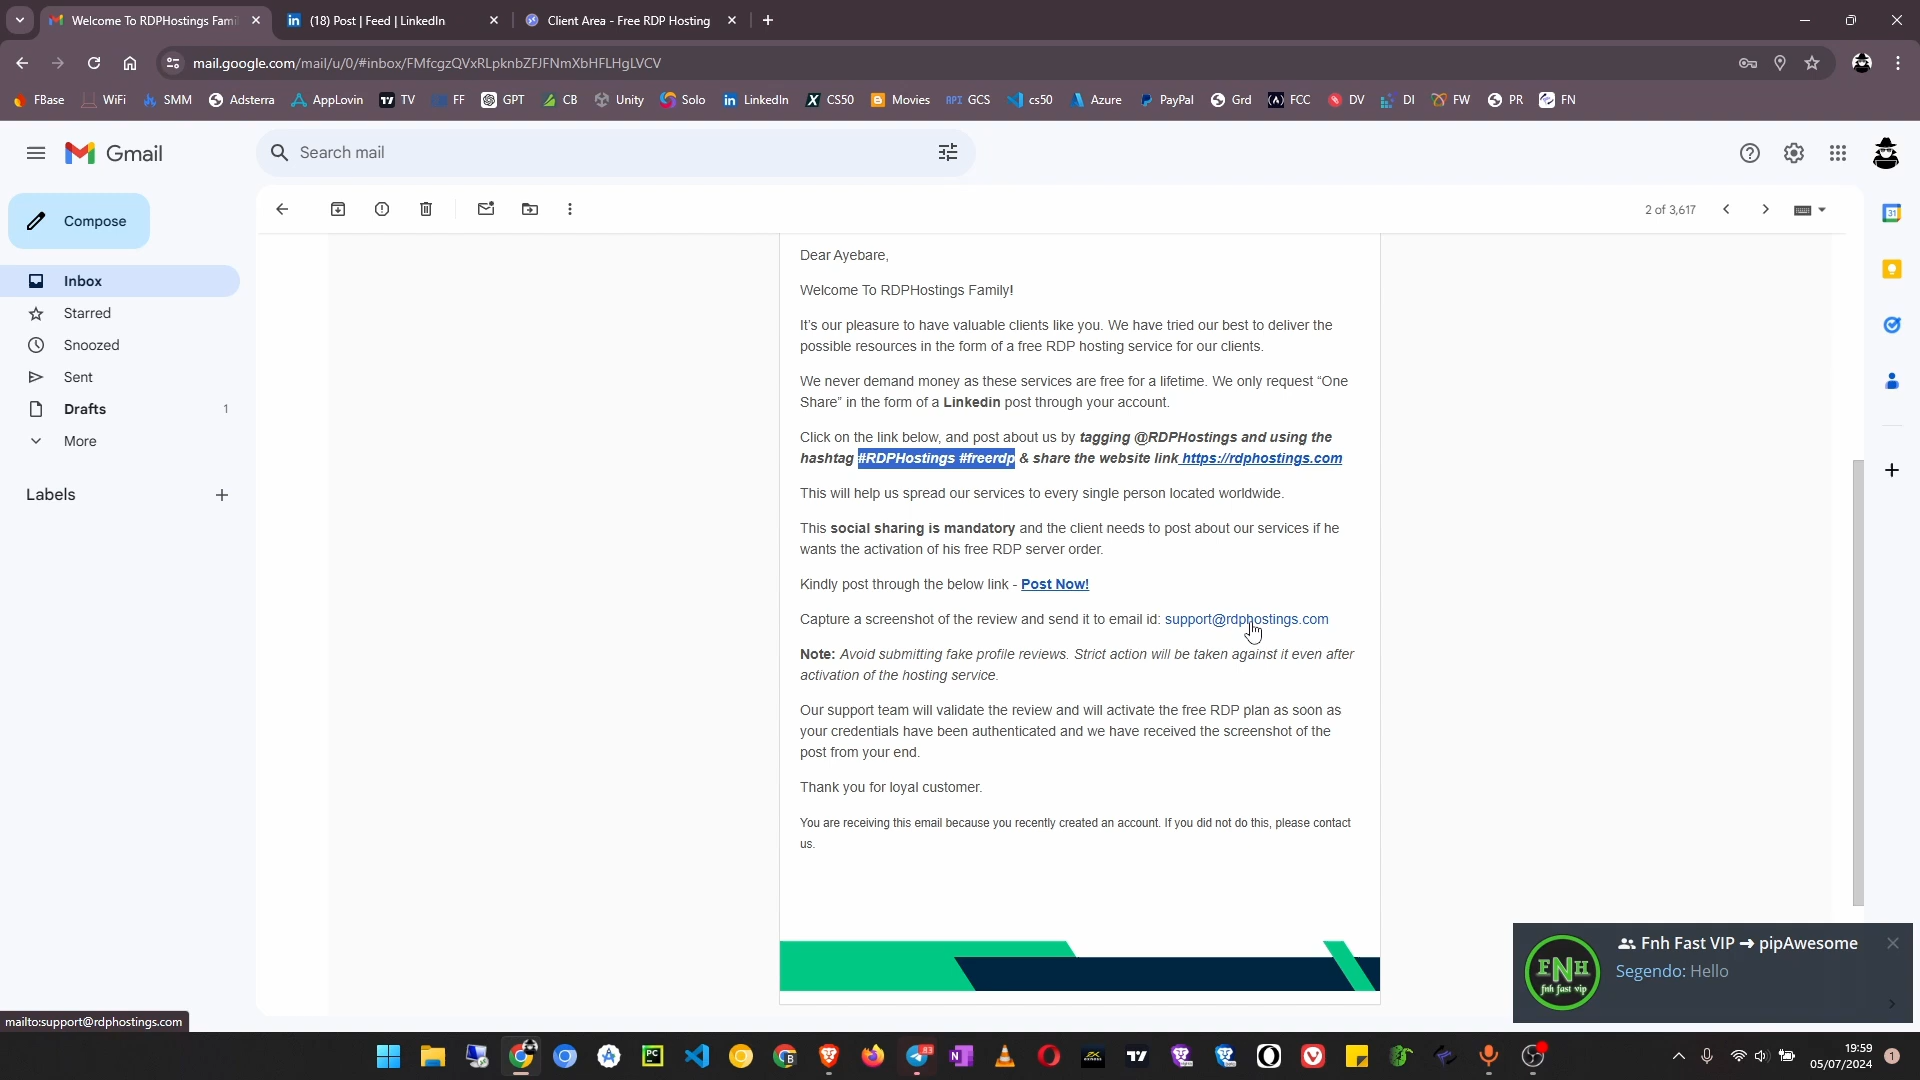 Welcome To RDPHostings Fami
(18) Post | Feed | LinkedIn
Client Area - Free RDP Hosting
mail.google.com/mail/u/0/#inbox/FMfcgzQVxRLpknbZFJFNmXbHFLHgLVCV
FBase WiFi SMM Adsterra AppLovin TV FF GPT CB Unity Solo LinkedIn CS50 Movies GCS cs50 Azure PayPal Grd FCC DV DI FW PR FN
Gmail
Search mail
Compose
2 of 3,617
Inbox
Starred
Snoozed
Sent
Drafts 1
More
Labels
Dear Ayebare,
Welcome To RDPHostings Family!
It's our pleasure to have valuable clients like you. We have tried our best to deliver the
possible resources in the form of a free RDP hosting service for our clients.
We never demand money as these services are free for a lifetime. We only request “One
Share” in the form of a Linkedin post through your account.
Click on the link below, and post about us by tagging @RDPHostings and using the
hashtag #RDPHostings #freerdp & share the website link https://rdphostings.com
This will help us spread our services to every single person located worldwide.
This social sharing is mandatory and the client needs to post about our services if he
wants the activation of his free RDP server order.
Kindly post through the below link - Post Now!
Capture a screenshot of the review and send it to email id: support@rdphostings.com
Note: Avoid submitting fake profile reviews. Strict action will be taken against it even after
activation of the hosting service.
Our support team will validate the review and will activate the free RDP plan as soon as
your credentials have been authenticated and we have received the screenshot of the
post from your end.
Thank you for loyal customer.
You are receiving this email because you recently created an account. If you did not do this, please contact
us.
FNH
fnh fast vip
Fnh Fast VIP ➜ pipAwesome
Segendo: Hello
mailto:support@rdphostings.com
19:59
05/07/2024
1